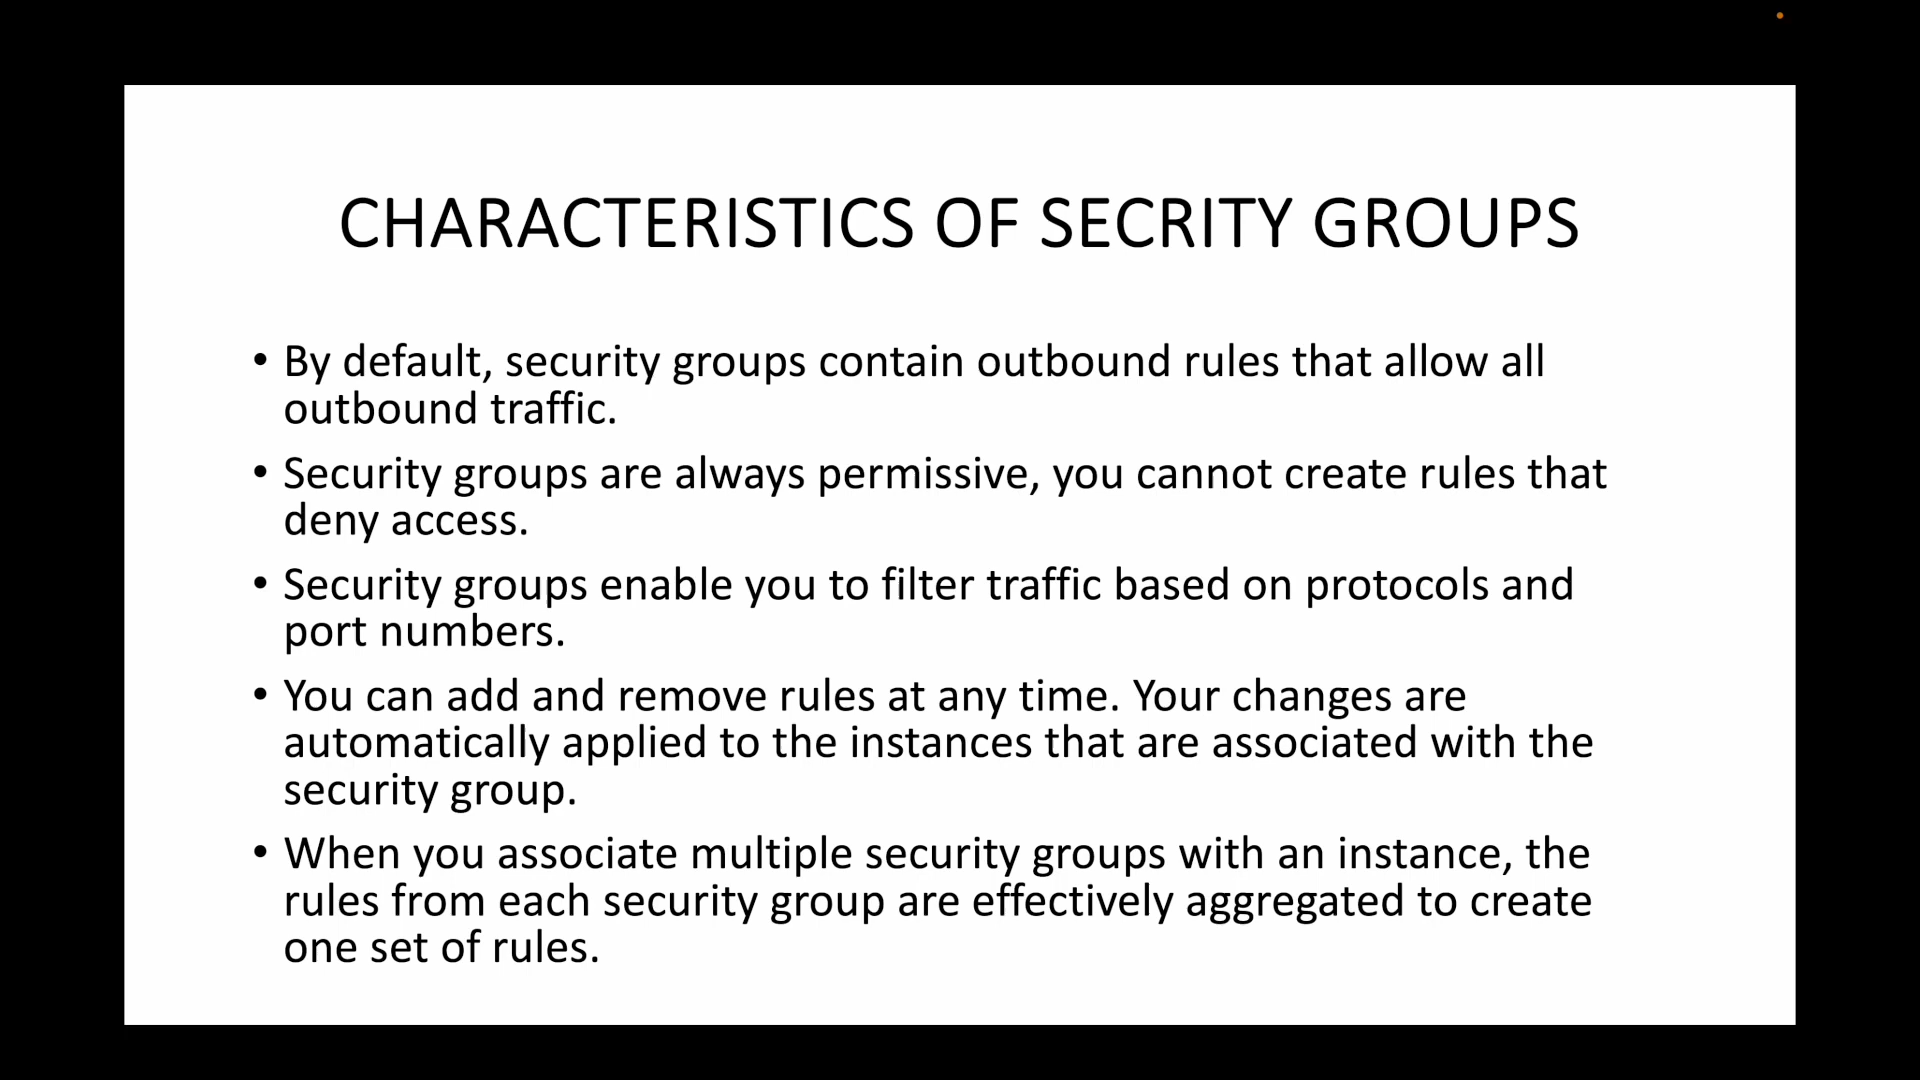 CHARACTERISTICS OF SECRITY GROUPS
• By default, security groups contain outbound rules that allow all
outbound traffic.
• Security groups are always permissive, you cannot create rules that
deny access.
• Security groups enable you to filter traffic based on protocols and
port numbers.
• You can add and remove rules at any time. Your changes are
automatically applied to the instances that are associated with the
security group.
• When you associate multiple security groups with an instance, the
rules from each security group are effectively aggregated to create
one set of rules.